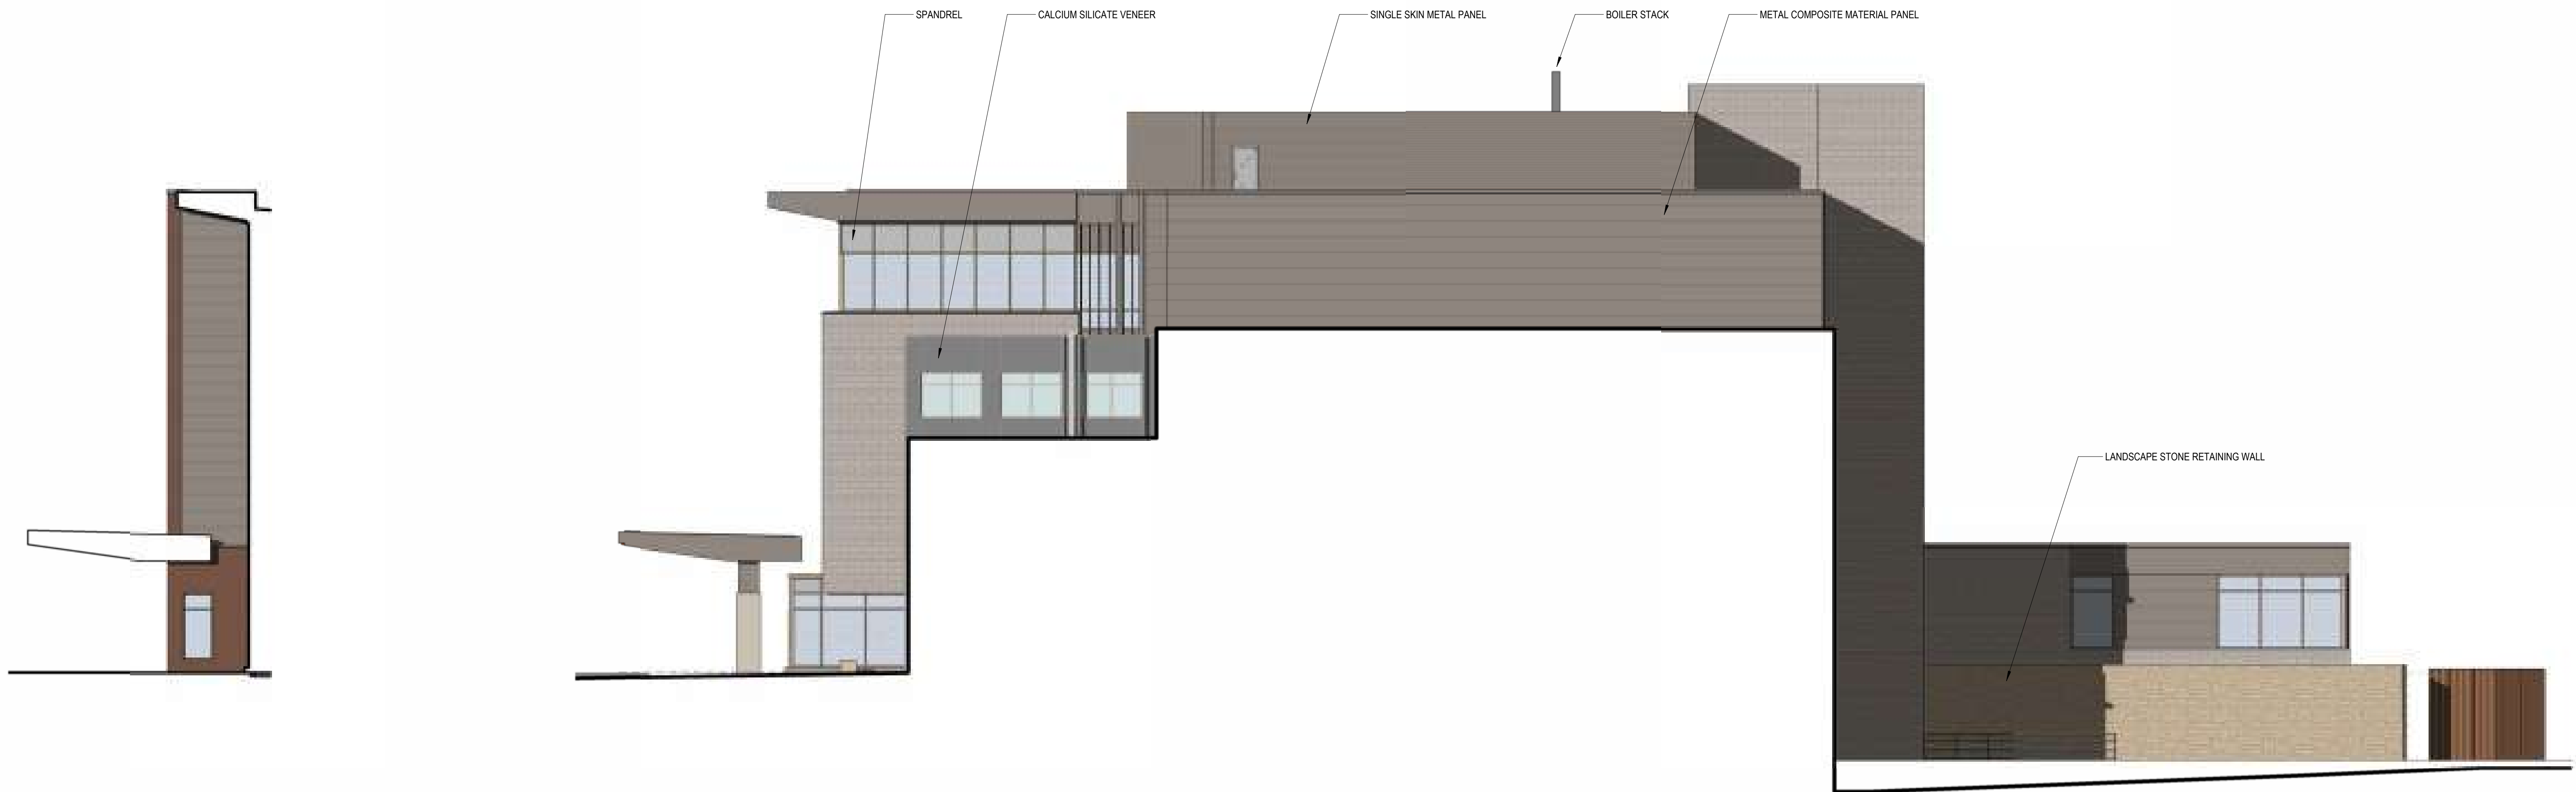 SPANDREL
CALCIUM SILICATE VENEER
SINGLE SKIN METAL PANEL
BOILER STACK
METAL COMPOSITE MATERIAL PANEL
LANDSCAPE STONE RETAINING WALL